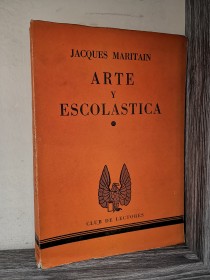 JACQUES MARITAIN
ARTE
Y
ESCOLASTICA
CLUB DE LECTORES